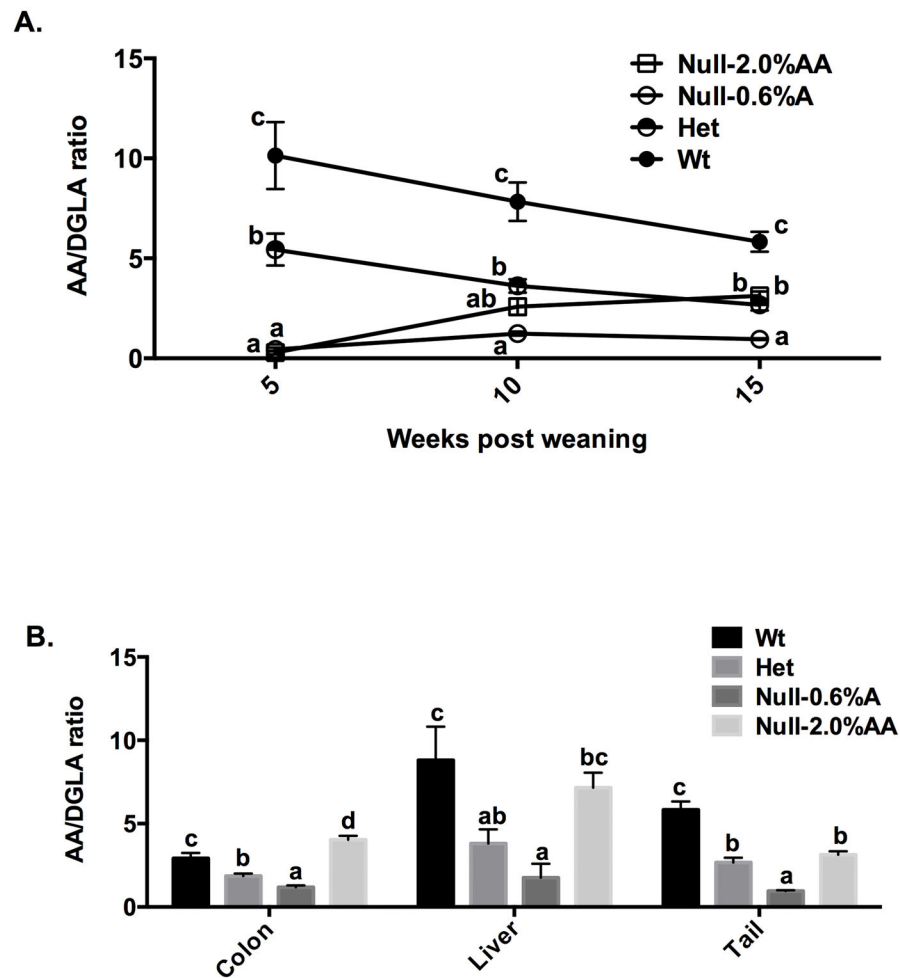 A.
AA/DGLA ratio
15
10
5
0
Null-2.0%AA
Null-0.6%A
Het
Wt
c
c
c
b
b
b
b
ab
a
a
a
a
5
10
15
Weeks post weaning
B.
AA/DGLA ratio
15
10
5
0
Wt
Het
Null-0.6%A
Null-2.0%AA
c
b
a
d
c
ab
a
bc
c
b
a
b
Colon
Liver
Tail